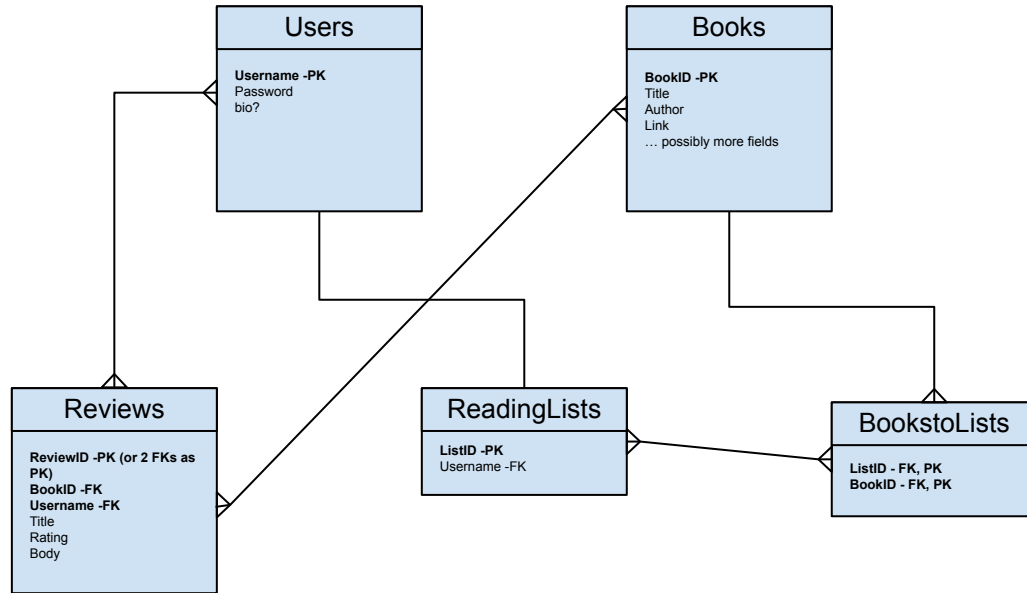 Users
Username -PK
Password
bio?
Books
BookID -PK
Title
Author
Link
… possibly more fields
Reviews
ReviewID -PK (or 2 FKs as
PK)
BookID -FK
Username -FK
Title
Rating
Body
ReadingLists
ListID -PK
Username -FK
BookstoLists
ListID - FK, PK
BookID - FK, PK